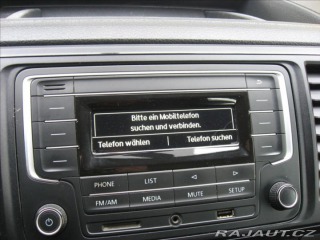 Bitte ein Mobiltelefon
suchen und verbinden.
Telefon wählen Telefon suchen
PHONE LIST
FM/AM MEDIA MUTE SETUP
RAJAUT.CZ